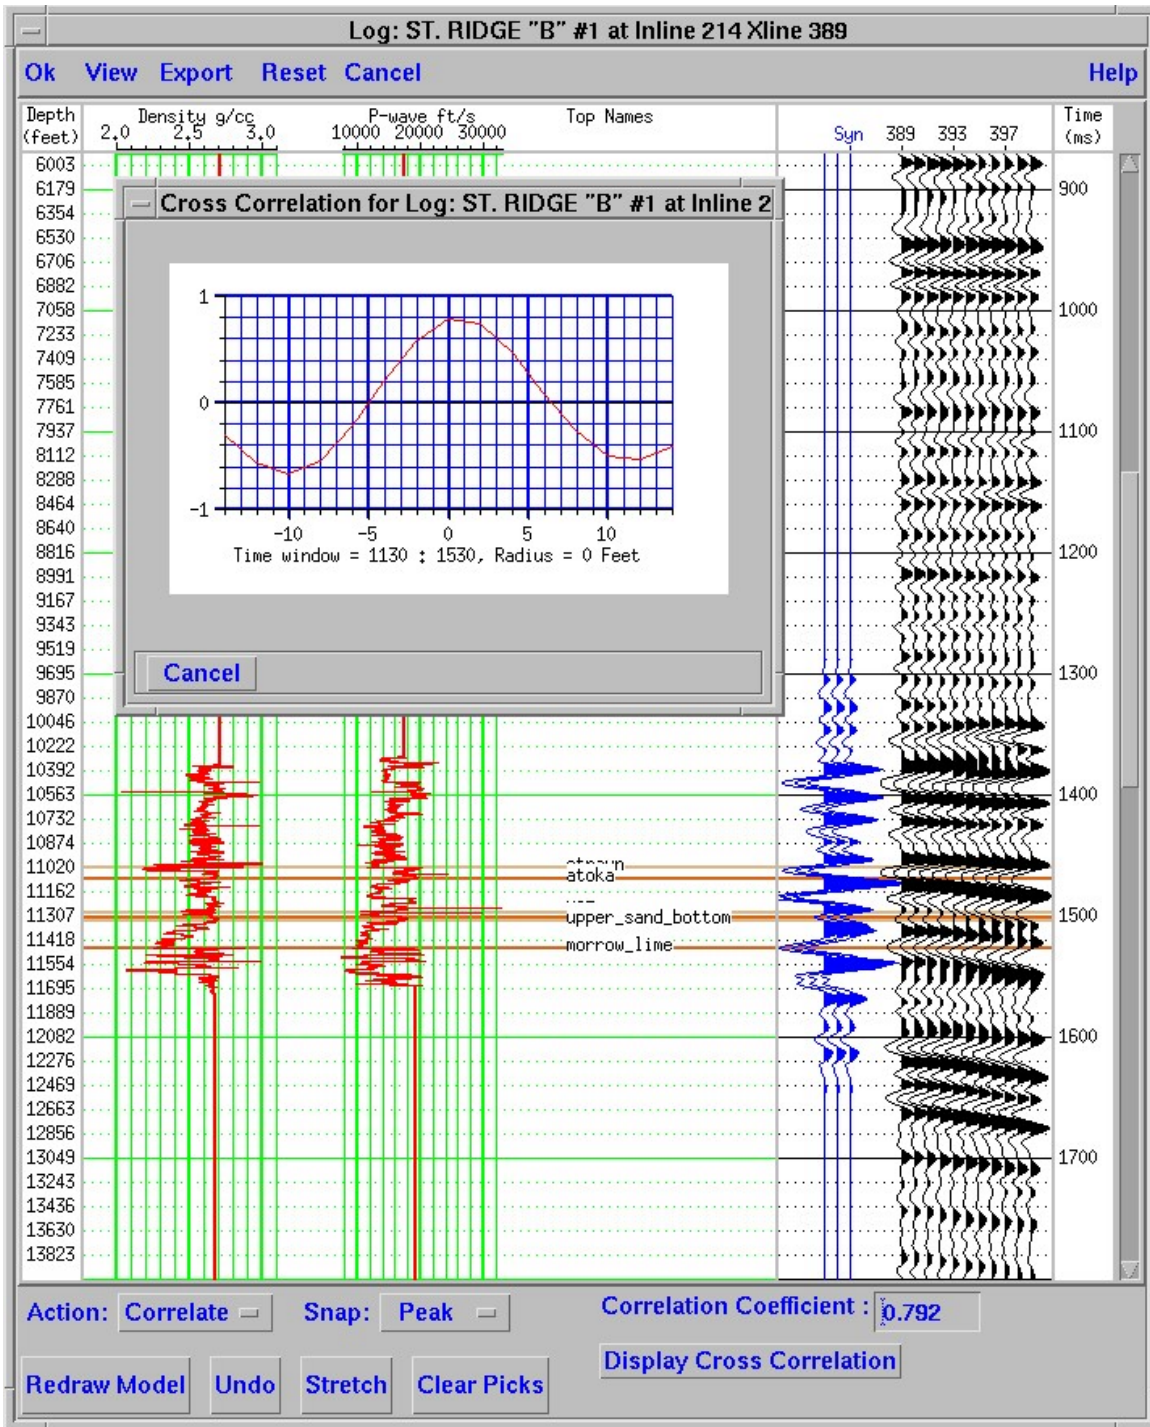 Log: ST. RIDGE "B" #1 at Inline 214 Xline 389
Ok View Export Reset Cancel Help
Depth (feet)
Density g/cc
2.0 2.5 3.0
P-wave ft/s
10000 20000 30000
Top Names
Syn 389 393 397
Time (ms)
6003
6179
6354
6530
6706
6882
7058
7233
7409
7585
7761
7937
8112
8288
8464
8640
8816
8991
9167
9343
9519
9695
9870
10046
10222
10392
10563
10732
10874
11020
11162
11307
11418
11554
11695
11889
12082
12276
12469
12663
12856
13049
13243
13436
13630
13823
Cross Correlation for Log: ST. RIDGE "B" #1 at Inline 2
1
0
-1
-10 -5 0 5 10
Time window = 1130 : 1530, Radius = 0 Feet
Cancel
atoka
upper_sand_bottom
morrow_lime
900
1000
1100
1200
1300
1400
1500
1600
1700
Action: Correlate Snap: Peak Correlation Coefficient : 0.792
Display Cross Correlation
Redraw Model Undo Stretch Clear Picks